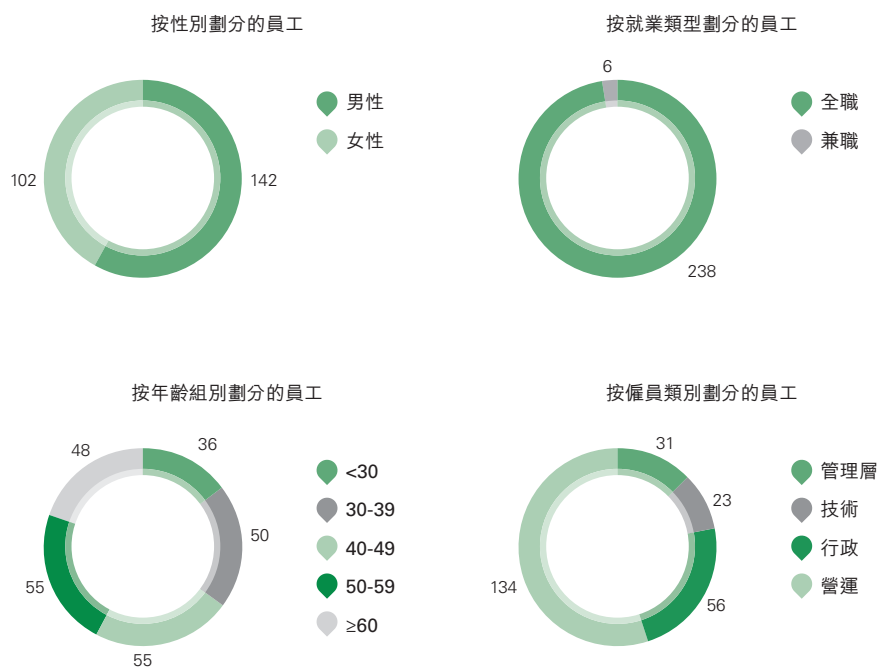 按性別劃分的員工
102
142
男性
女性
按就業類型劃分的員工
6
238
全職
兼職
按年齡組別劃分的員工
48
36
50
55
55
<30
30-39
40-49
50-59
≥60
按僱員類別劃分的員工
31
23
134
56
管理層
技術
行政
營運